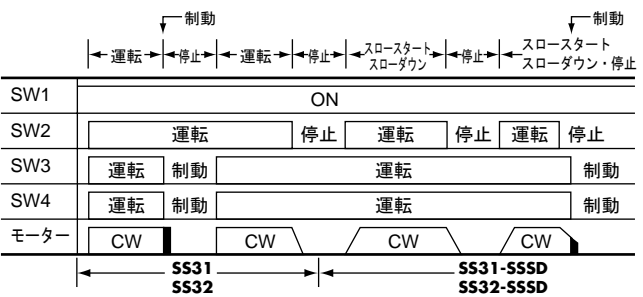 制動 制動
運転 停止 運転 停止 スロースタート スローダウン 停止 スロースタート スローダウン・停止
SW1 ON
SW2 運転 停止 運転 停止 運転 停止
SW3 運転 制動 運転 制動
SW4 運転 制動 運転 制動
モーター CW CW CW CW
SS31 SS31-SSSD
SS32 SS32-SSSD